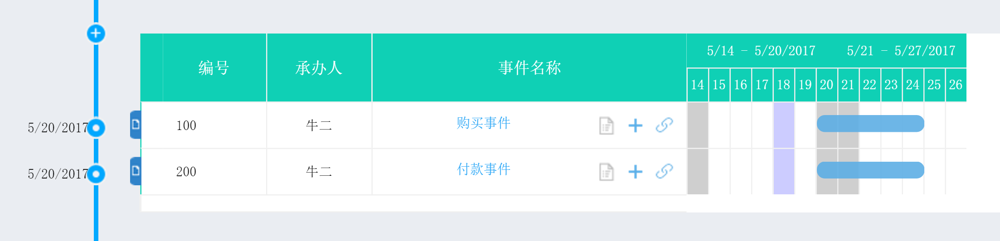 编号 承办人 事件名称 5/14 - 5/20/2017 5/21 - 5/27/2017
14 15 16 17 18 19 20 21 22 23 24 25 26
5/20/2017 100 牛二 购买事件
5/20/2017 200 牛二 付款事件